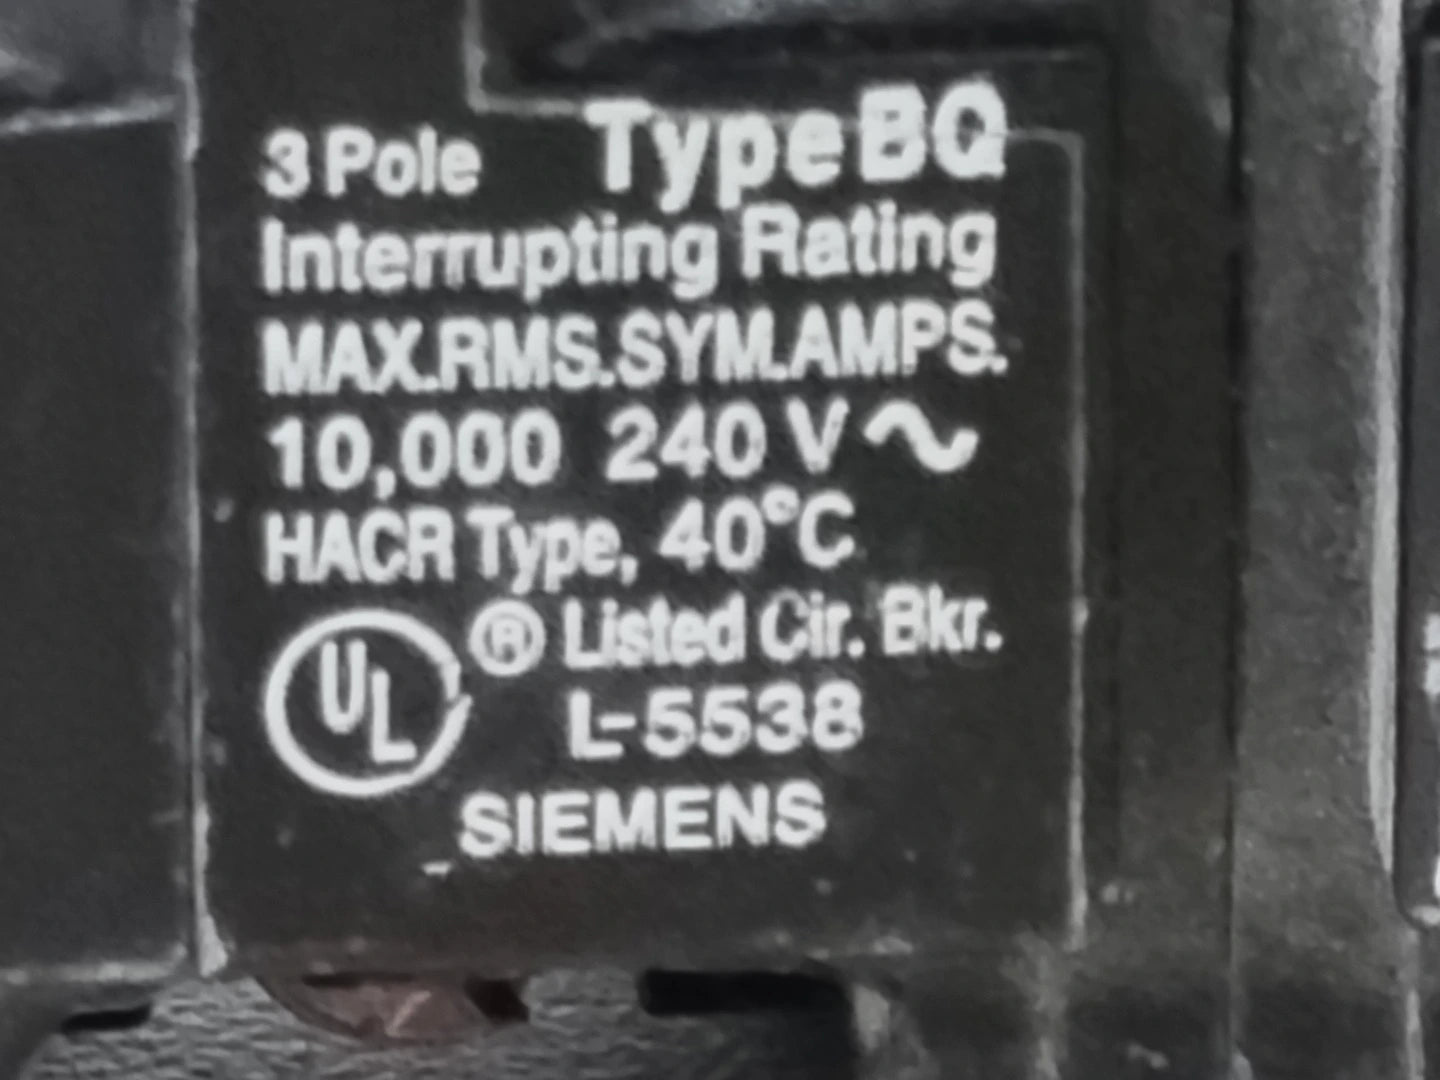 3 Pole Type BQ
Interrupting Rating
MAX.RMS.SYM.AMPS.
10,000 240 V ~
HACR Type, 40°C
UL ® Listed Cir. Bkr.
L-5538
SIEMENS